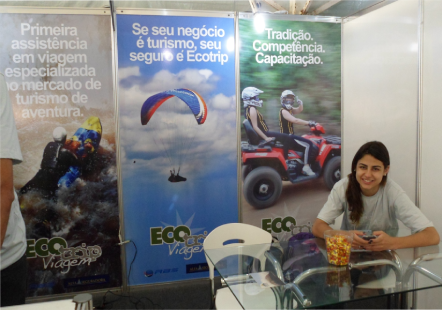 Primeira
assistência
em viagem
especializada
no mercado de
turismo de
aventura.
ECO
Viagem
Se seu negócio
é turismo, seu
seguro é Ecotrip
ECO
Viagem
Tradição.
Competência.
Capacitação.
ECO
Viagem